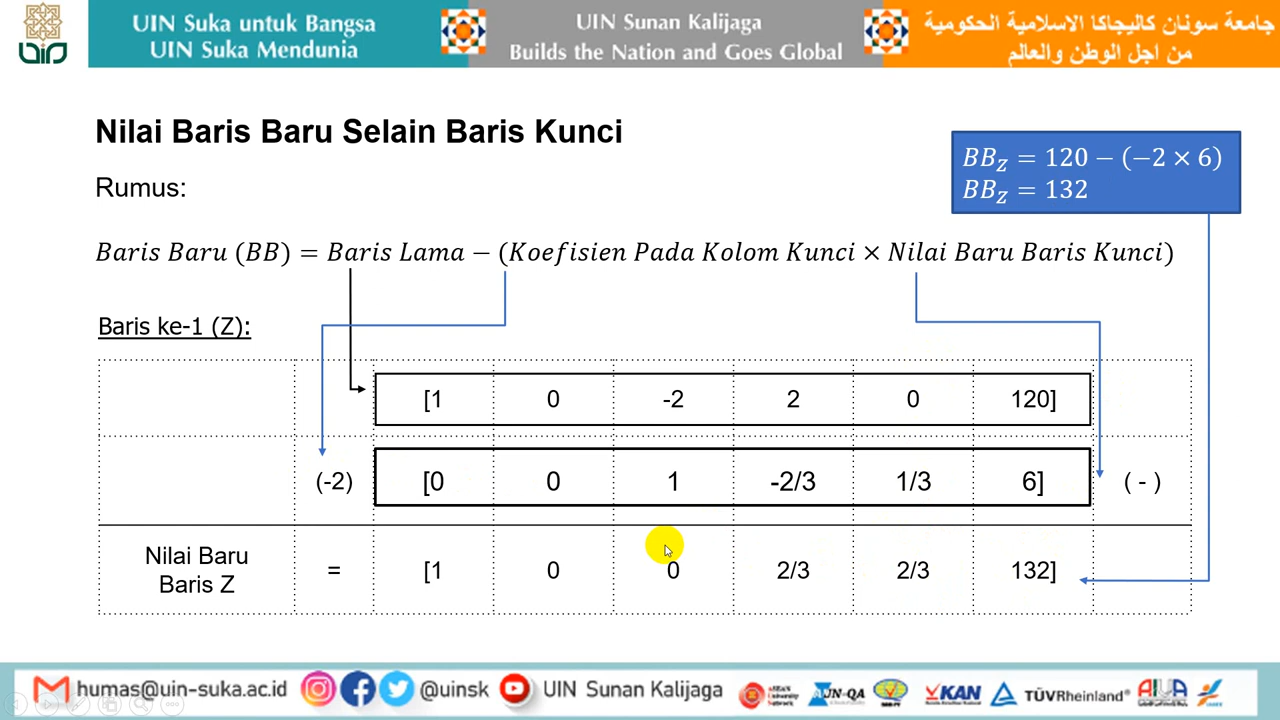 UIN Suka untuk Bangsa
UIN Suka Mendunia
UIN Sunan Kalijaga
Builds the Nation and Goes Global
جامعة سونان كاليجاكا الاسلامية الحكومية
من اجل الوطن والعالم
Nilai Baris Baru Selain Baris Kunci
Rumus:
BB_Z = 120 − (−2 × 6)
BB_Z = 132
Baris Baru (BB) = Baris Lama − (Koefisien Pada Kolom Kunci × Nilai Baru Baris Kunci)
Baris ke-1 (Z):
[1 0 -2 2 0 120]
(-2) [0 0 1 -2/3 1/3 6] ( - )
Nilai Baru
Baris Z
= [1 0 0 2/3 2/3 132]
humas@uin-suka.ac.id
@uinsk
UIN Sunan Kalijaga
UN-QA
KAN
TÜVRheinland